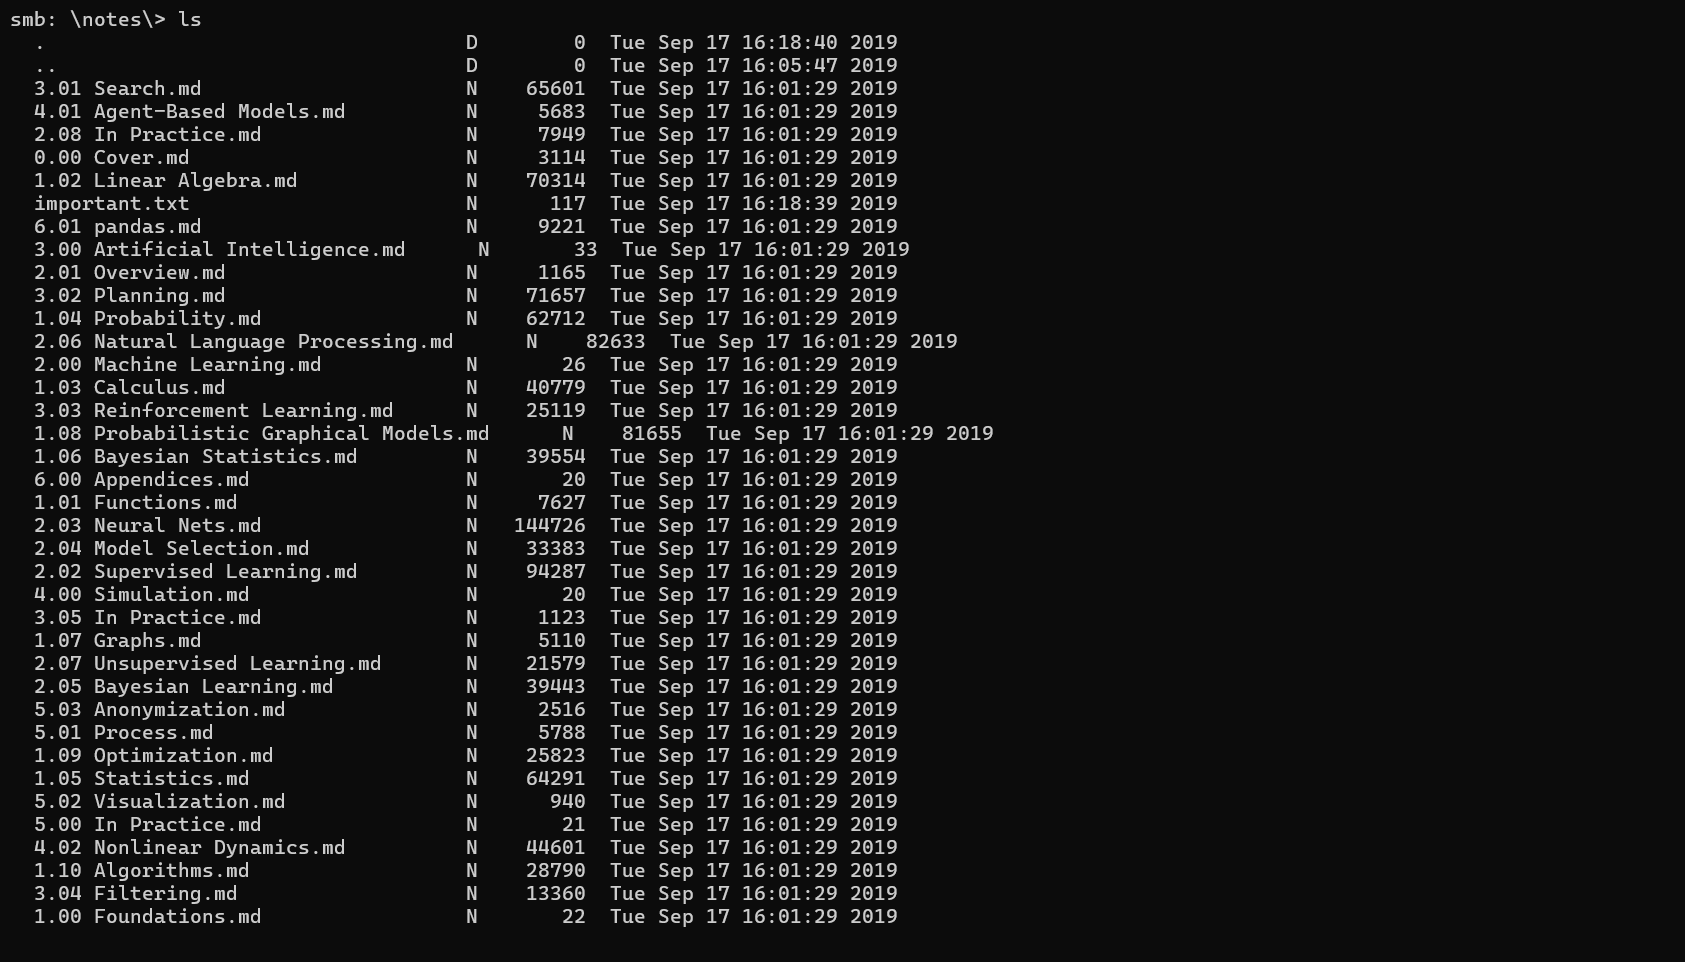 smb: \notes\> ls
  .                                   D        0  Tue Sep 17 16:18:40 2019
  ..                                  D        0  Tue Sep 17 16:05:47 2019
  3.01 Search.md                      N    65601  Tue Sep 17 16:01:29 2019
  4.01 Agent-Based Models.md          N     5683  Tue Sep 17 16:01:29 2019
  2.08 In Practice.md                 N     7949  Tue Sep 17 16:01:29 2019
  0.00 Cover.md                       N     3114  Tue Sep 17 16:01:29 2019
  1.02 Linear Algebra.md              N    70314  Tue Sep 17 16:01:29 2019
  important.txt                       N      117  Tue Sep 17 16:18:39 2019
  6.01 pandas.md                      N     9221  Tue Sep 17 16:01:29 2019
  3.00 Artificial Intelligence.md      N       33  Tue Sep 17 16:01:29 2019
  2.01 Overview.md                    N     1165  Tue Sep 17 16:01:29 2019
  3.02 Planning.md                    N    71657  Tue Sep 17 16:01:29 2019
  1.04 Probability.md                 N    62712  Tue Sep 17 16:01:29 2019
  2.06 Natural Language Processing.md      N    82633  Tue Sep 17 16:01:29 2019
  2.00 Machine Learning.md            N       26  Tue Sep 17 16:01:29 2019
  1.03 Calculus.md                    N    40779  Tue Sep 17 16:01:29 2019
  3.03 Reinforcement Learning.md      N    25119  Tue Sep 17 16:01:29 2019
  1.08 Probabilistic Graphical Models.md      N    81655  Tue Sep 17 16:01:29 2019
  1.06 Bayesian Statistics.md         N    39554  Tue Sep 17 16:01:29 2019
  6.00 Appendices.md                  N       20  Tue Sep 17 16:01:29 2019
  1.01 Functions.md                   N     7627  Tue Sep 17 16:01:29 2019
  2.03 Neural Nets.md                 N   144726  Tue Sep 17 16:01:29 2019
  2.04 Model Selection.md             N    33383  Tue Sep 17 16:01:29 2019
  2.02 Supervised Learning.md         N    94287  Tue Sep 17 16:01:29 2019
  4.00 Simulation.md                  N       20  Tue Sep 17 16:01:29 2019
  3.05 In Practice.md                 N     1123  Tue Sep 17 16:01:29 2019
  1.07 Graphs.md                      N     5110  Tue Sep 17 16:01:29 2019
  2.07 Unsupervised Learning.md       N    21579  Tue Sep 17 16:01:29 2019
  2.05 Bayesian Learning.md           N    39443  Tue Sep 17 16:01:29 2019
  5.03 Anonymization.md               N     2516  Tue Sep 17 16:01:29 2019
  5.01 Process.md                     N     5788  Tue Sep 17 16:01:29 2019
  1.09 Optimization.md                N    25823  Tue Sep 17 16:01:29 2019
  1.05 Statistics.md                  N    64291  Tue Sep 17 16:01:29 2019
  5.02 Visualization.md               N      940  Tue Sep 17 16:01:29 2019
  5.00 In Practice.md                 N       21  Tue Sep 17 16:01:29 2019
  4.02 Nonlinear Dynamics.md          N    44601  Tue Sep 17 16:01:29 2019
  1.10 Algorithms.md                  N    28790  Tue Sep 17 16:01:29 2019
  3.04 Filtering.md                   N    13360  Tue Sep 17 16:01:29 2019
  1.00 Foundations.md                 N       22  Tue Sep 17 16:01:29 2019